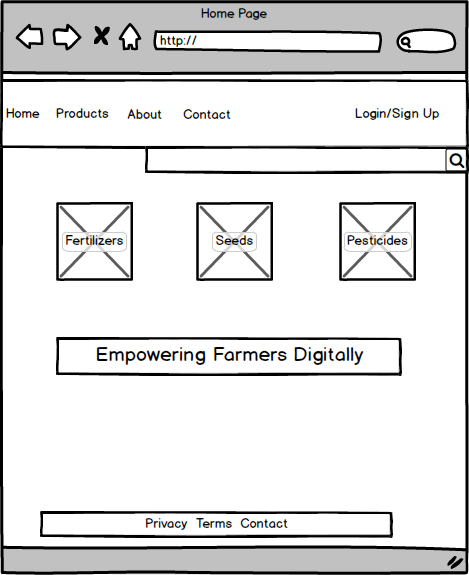 Home Page
http://
Home Products About Contact Login/Sign Up
Fertilizers Seeds Pesticides
Empowering Farmers Digitally
Privacy Terms Contact